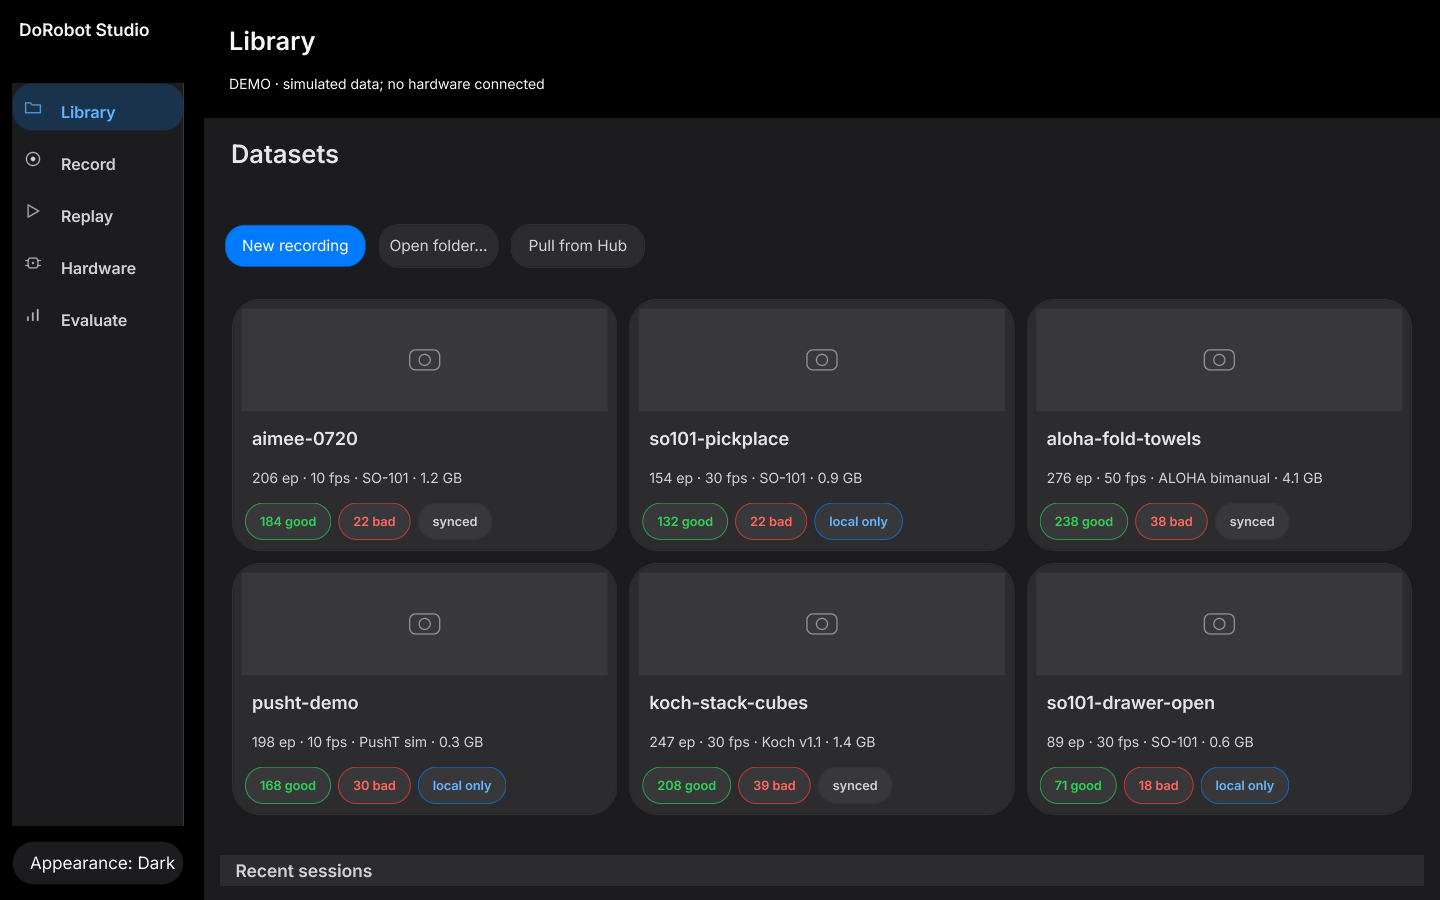 DoRobot Studio
Library
Record
Replay
Hardware
Evaluate
Appearance: Dark
Library
DEMO · simulated data; no hardware connected
Datasets
New recording
Open folder...
Pull from Hub
aimee-0720
206 ep · 10 fps · SO-101 · 1.2 GB
184 good
22 bad
synced
so101-pickplace
154 ep · 30 fps · SO-101 · 0.9 GB
132 good
22 bad
local only
aloha-fold-towels
276 ep · 50 fps · ALOHA bimanual · 4.1 GB
238 good
38 bad
synced
pusht-demo
198 ep · 10 fps · PushT sim · 0.3 GB
168 good
30 bad
local only
koch-stack-cubes
247 ep · 30 fps · Koch v1.1 · 1.4 GB
208 good
39 bad
synced
so101-drawer-open
89 ep · 30 fps · SO-101 · 0.6 GB
71 good
18 bad
local only
Recent sessions